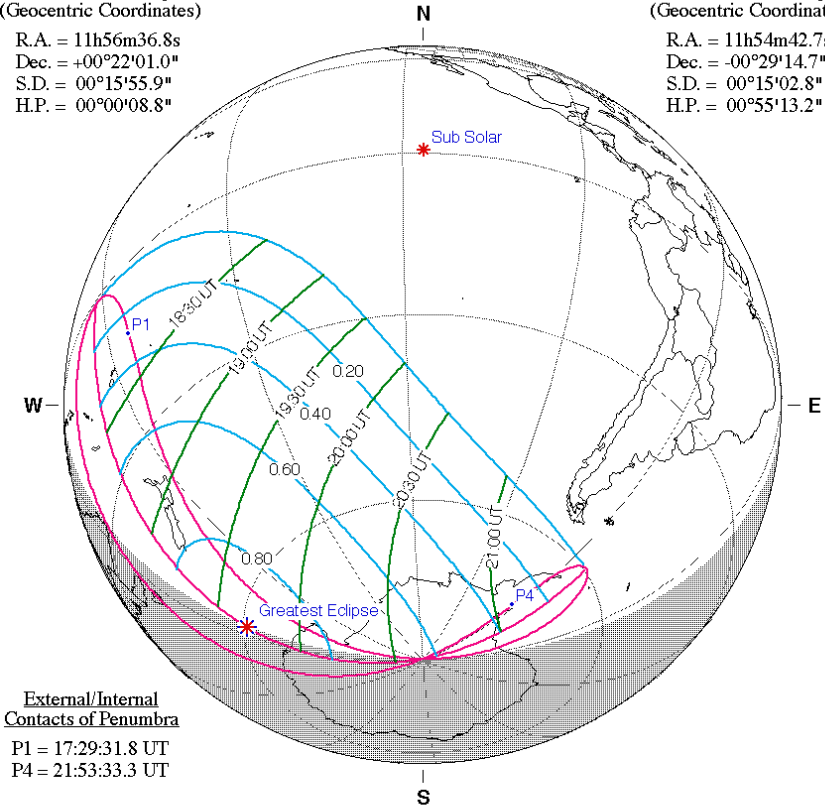 (Geocentric Coordinates)
R.A. = 11h56m36.8s
Dec. = +00°22'01.0"
S.D. = 00°15'55.9"
H.P. = 00°00'08.8"
N
(Geocentric Coordinat
R.A. = 11h54m42.7s
Dec. = -00°29'14.7"
S.D. = 00°15'02.8"
H.P. = 00°55'13.2"
Sub Solar
P1
18:30 UT
19:00 UT
19:30 UT
20:00 UT
20:30 UT
21:00 UT
0.20
0.40
0.60
0.80
W
E
P4
Greatest Eclipse
External/Internal
Contacts of Penumbra
P1 = 17:29:31.8 UT
P4 = 21:53:33.3 UT
S